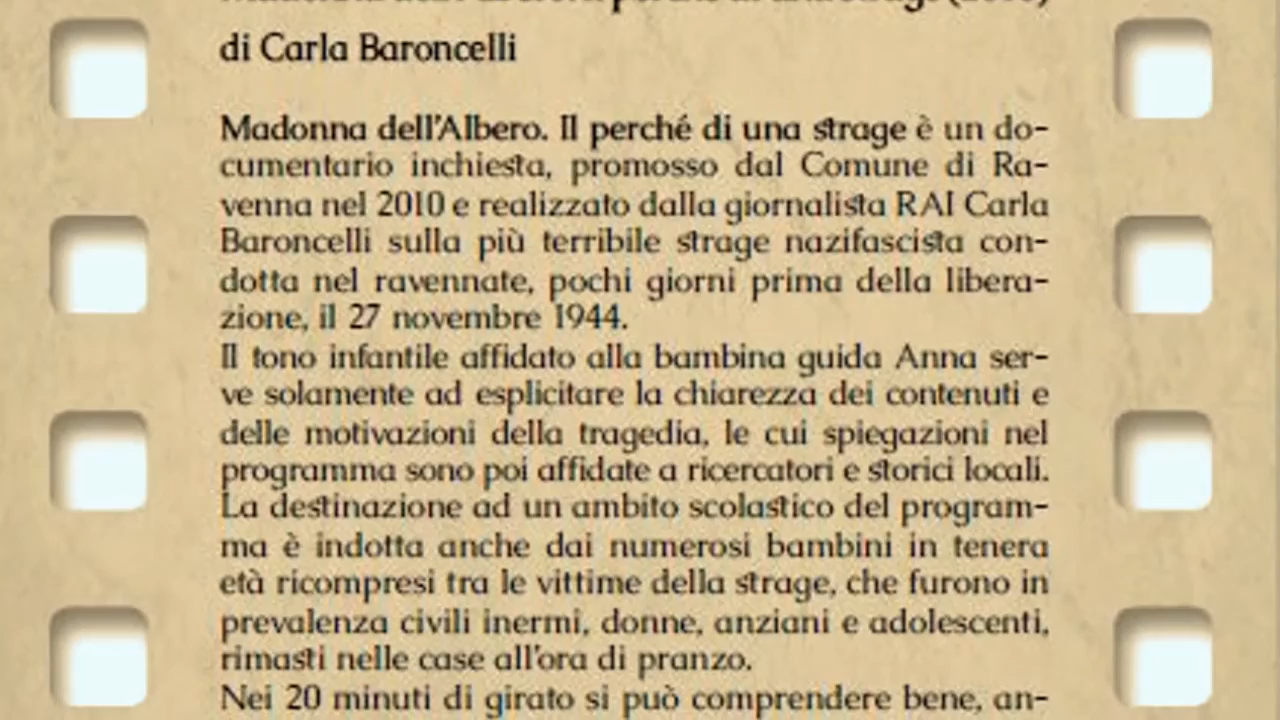 di Carla Baroncelli
Madonna dell'Albero. Il perché di una strage è un do-
cumentario inchiesta, promosso dal Comune di Ra-
venna nel 2010 e realizzato dalla giornalista RAI Carla
Baroncelli sulla più terribile strage nazifascista con-
dotta nel ravennate, pochi giorni prima della libera-
zione, il 27 novembre 1944.
Il tono infantile affidato alla bambina guida Anna ser-
ve solamente ad esplicitare la chiarezza dei contenuti e
delle motivazioni della tragedia, le cui spiegazioni nel
programma sono poi affidate a ricercatori e storici locali.
La destinazione ad un ambito scolastico del program-
ma è indotta anche dai numerosi bambini in tenera
età ricompresi tra le vittime della strage, che furono in
prevalenza civili inermi, donne, anziani e adolescenti,
rimasti nelle case all'ora di pranzo.
Nei 20 minuti di girato si può comprendere bene, an-